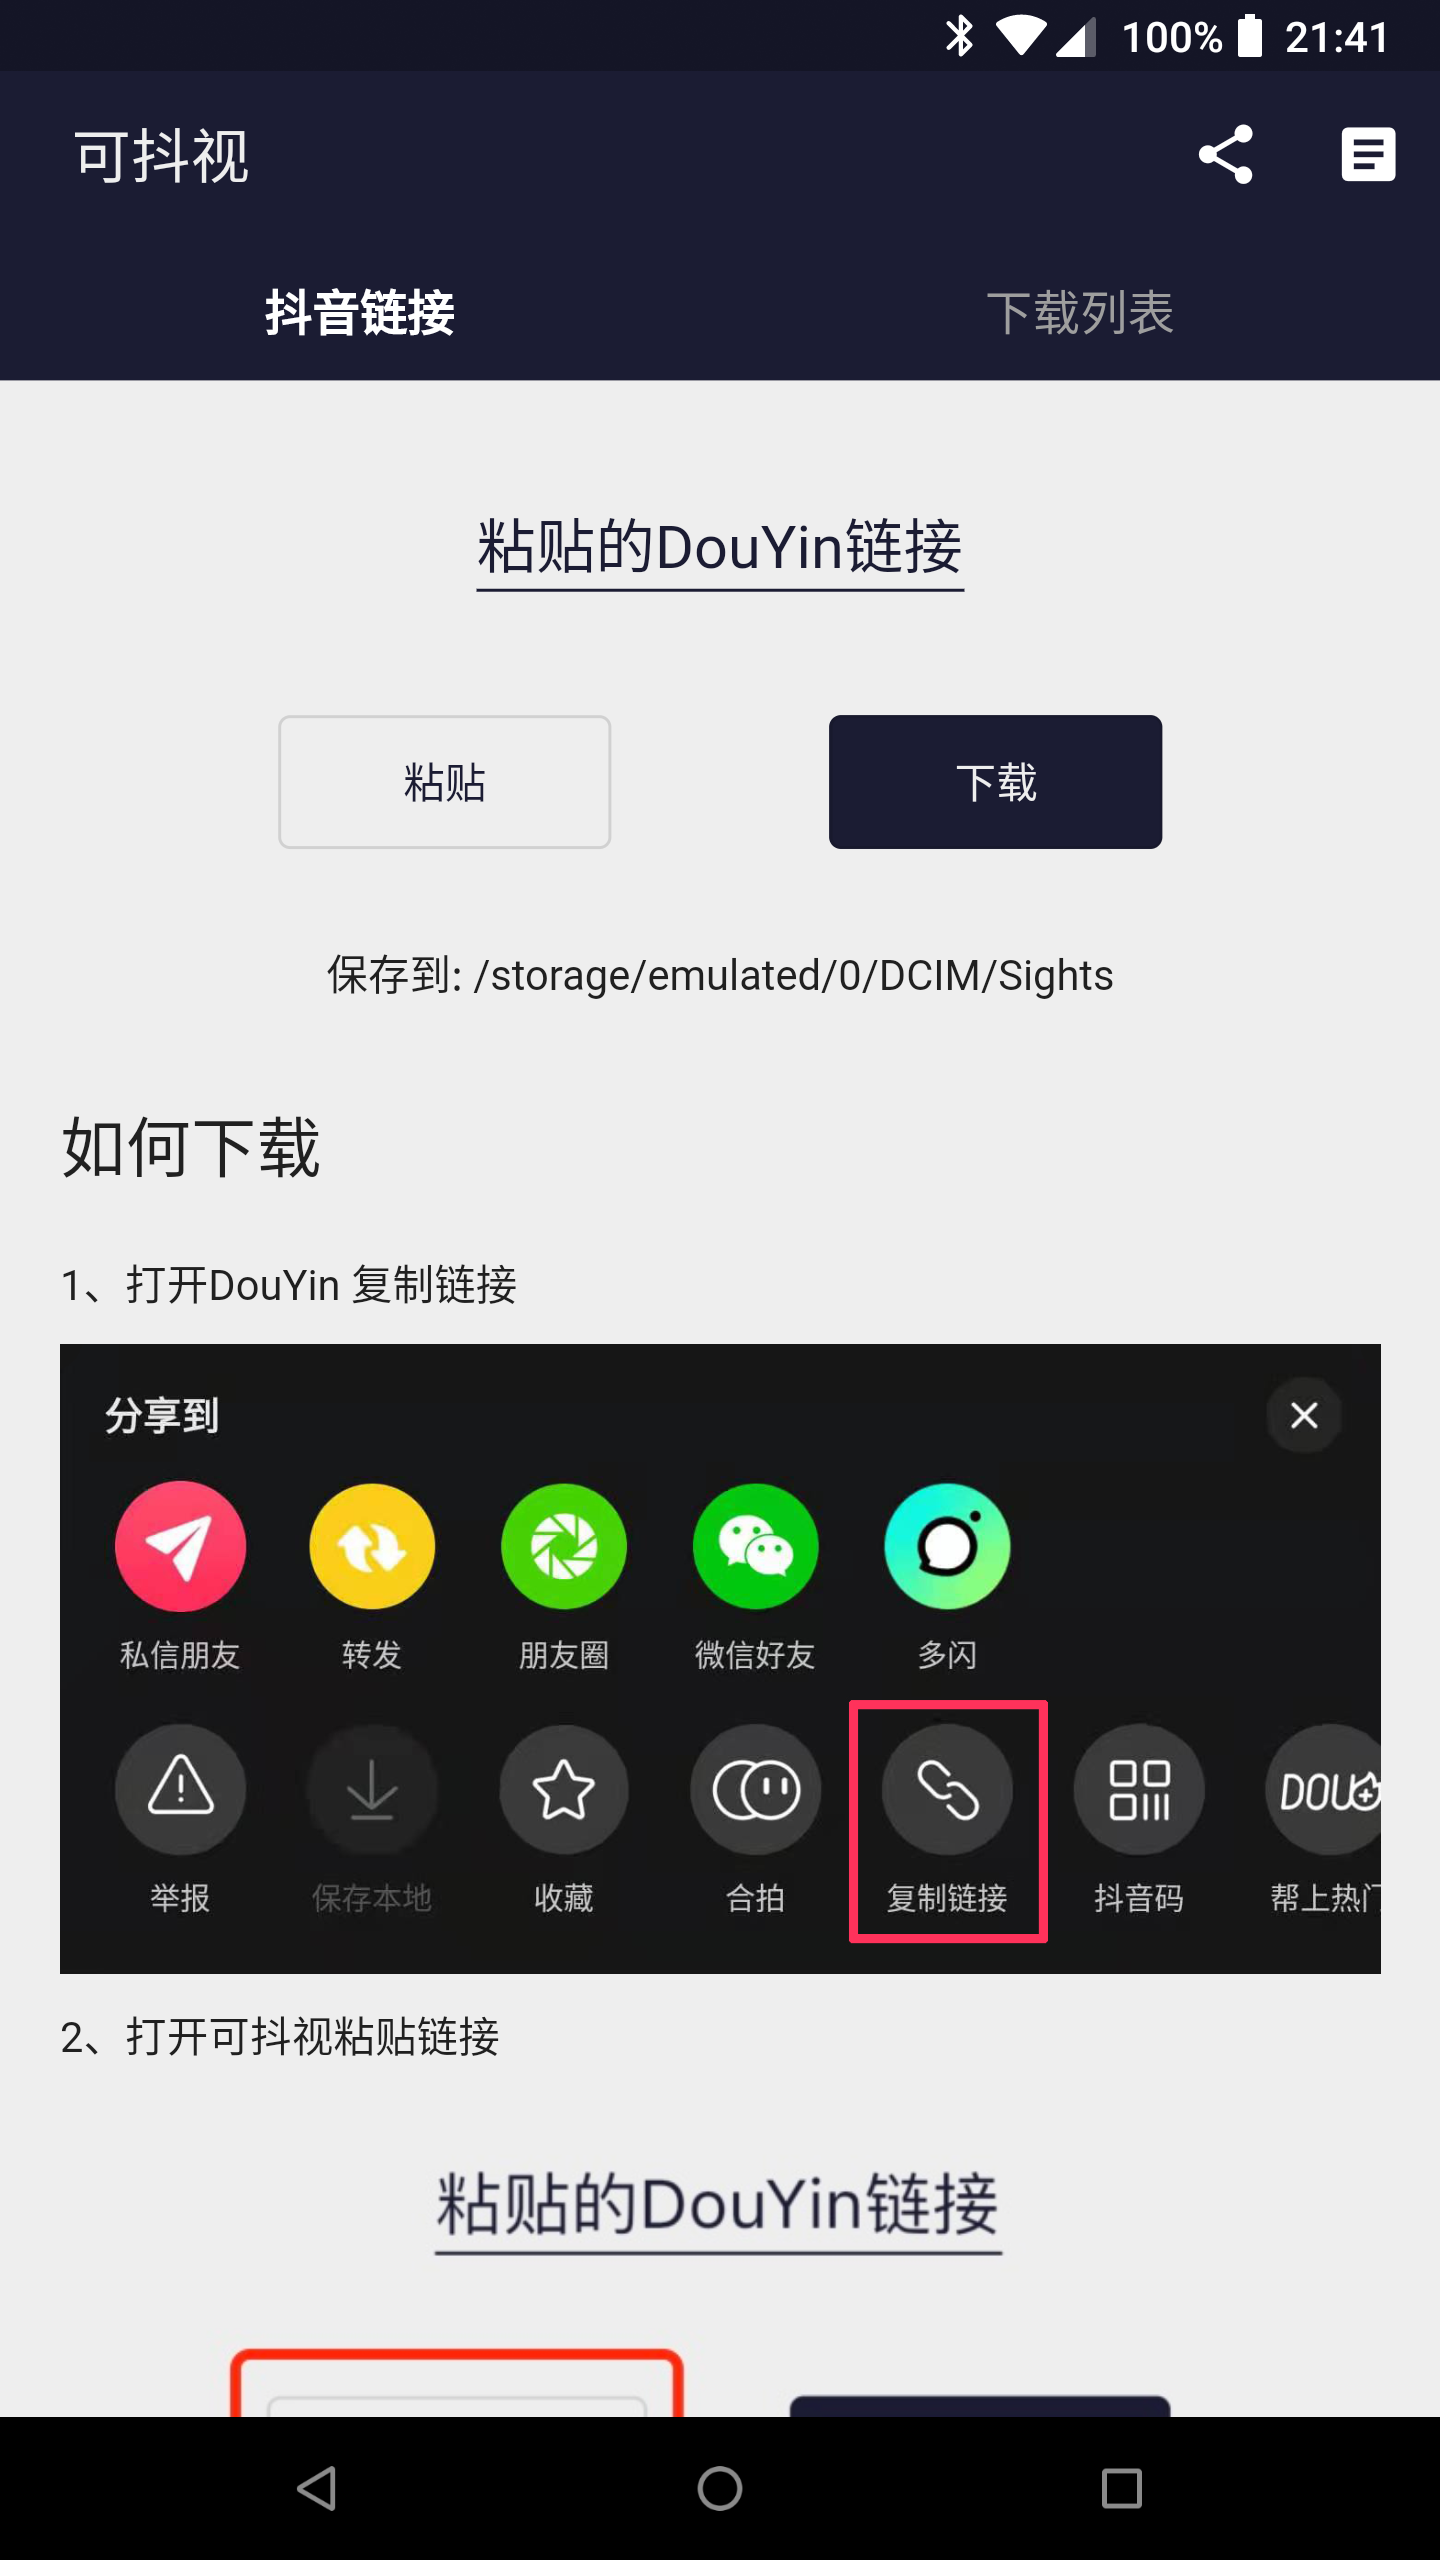 100% 21:41
可抖视
抖音链接 下载列表
粘贴的DouYin链接
粘贴 下载
保存到: /storage/emulated/0/DCIM/Sights
如何下载
1、打开DouYin 复制链接
分享到
私信朋友 转发 朋友圈 微信好友 多闪
DOU+
举报 保存本地 收藏 合拍 复制链接 抖音码 帮上热门
2、打开可抖视粘贴链接
粘贴的DouYin链接